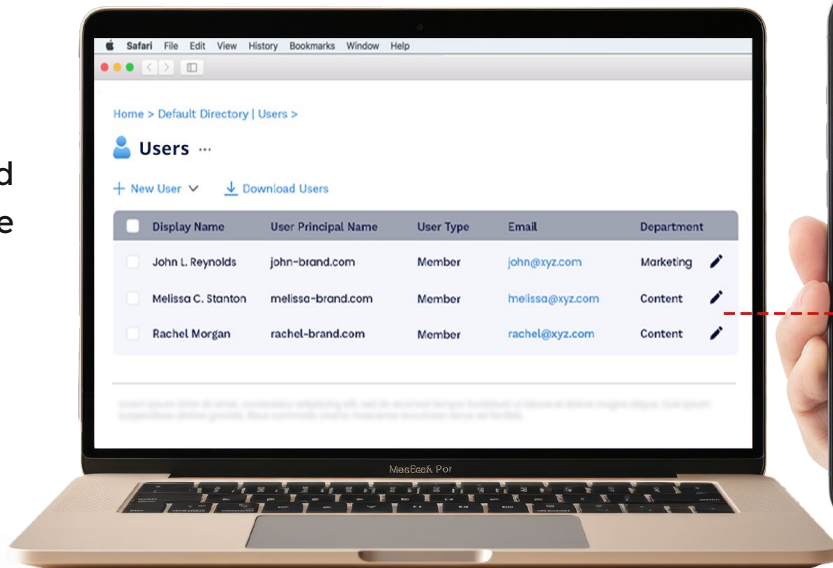 Safari File Edit View History Bookmarks Window Help
Home > Default Directory | Users >
d
Users ...
e
+ New User Download Users
Display Name User Principal Name User Type Email Department
John L. Reynolds john-brand.com Member john@xyz.com Marketing
Melissa C. Stanton melissa-brand.com Member melissa@xyz.com Content
Rachel Morgan rachel-brand.com Member rachel@xyz.com Content